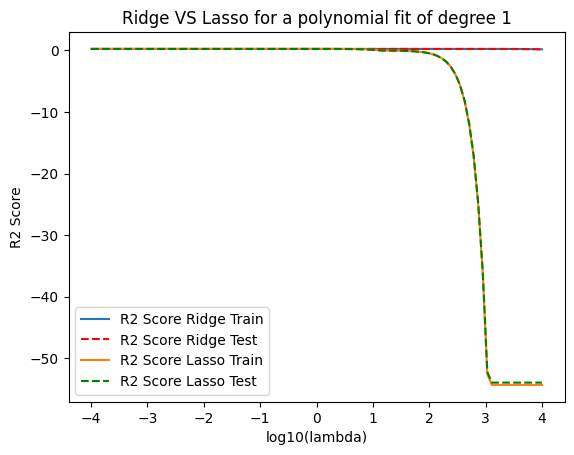 Ridge VS Lasso for a polynomial fit of degree 1
R2 Score
0
−10
−20
−30
−40
−50
R2 Score Ridge Train
R2 Score Ridge Test
R2 Score Lasso Train
R2 Score Lasso Test
−4 −3 −2 −1 0 1 2 3 4
log10(lambda)